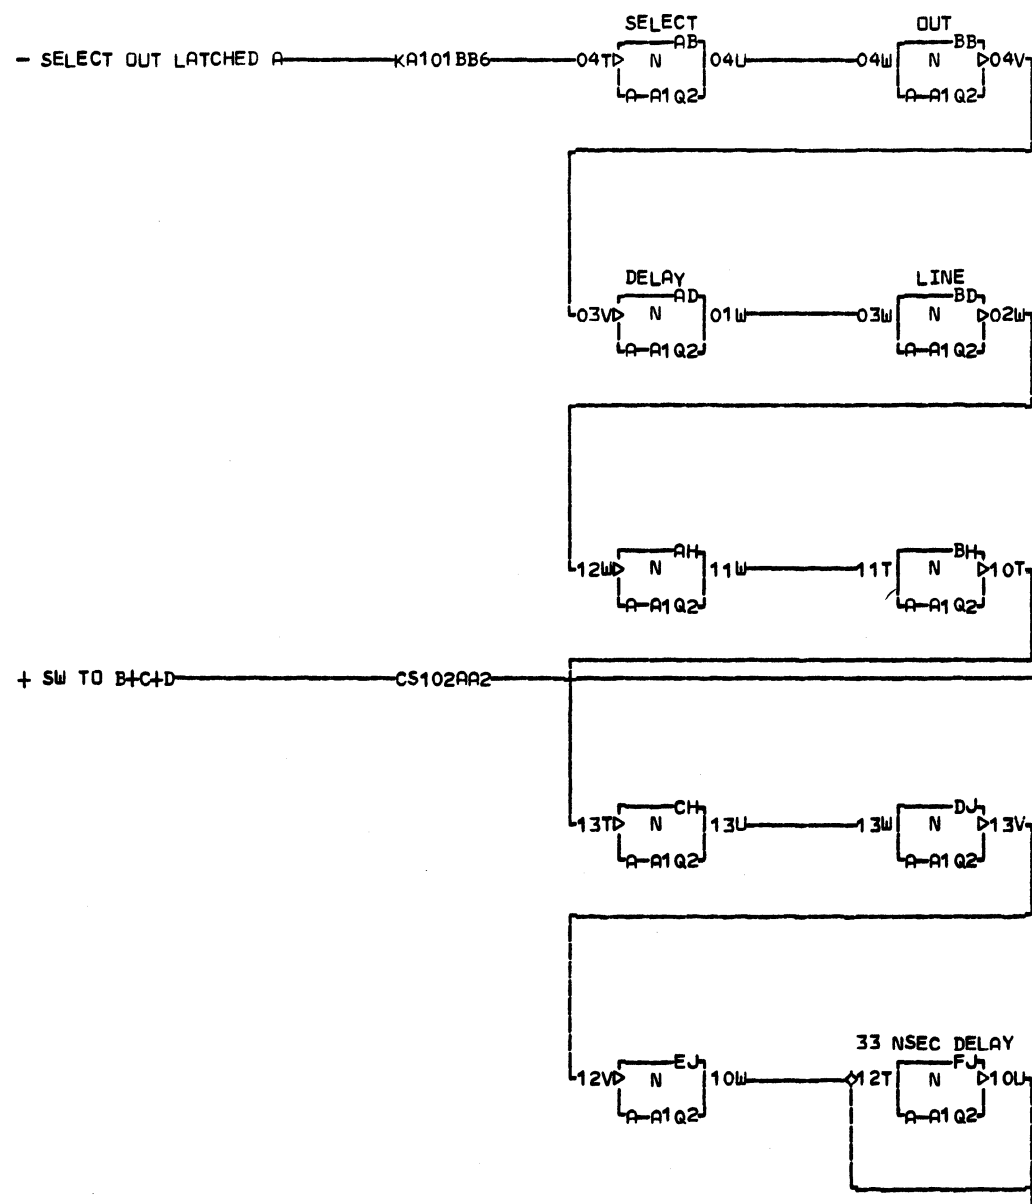 SELECT OUT
- SELECT OUT LATCHED A KA101BB6 04T N AB 04U 04W N BB 04V
A A1Q2 A A1Q2
DELAY LINE
03V N AD 01W 03W N BD 02W
A A1Q2 A A1Q2
12W N AH 11W 11T N BH 10T
A A1Q2 A A1Q2
+ SW TO B+C+D CS102AA2
13T N CH 13U 13W N DJ 13V
A A1Q2 A A1Q2
33 NSEC DELAY
12V N EJ 10W 12T N FJ 10U
A A1Q2 A A1Q2